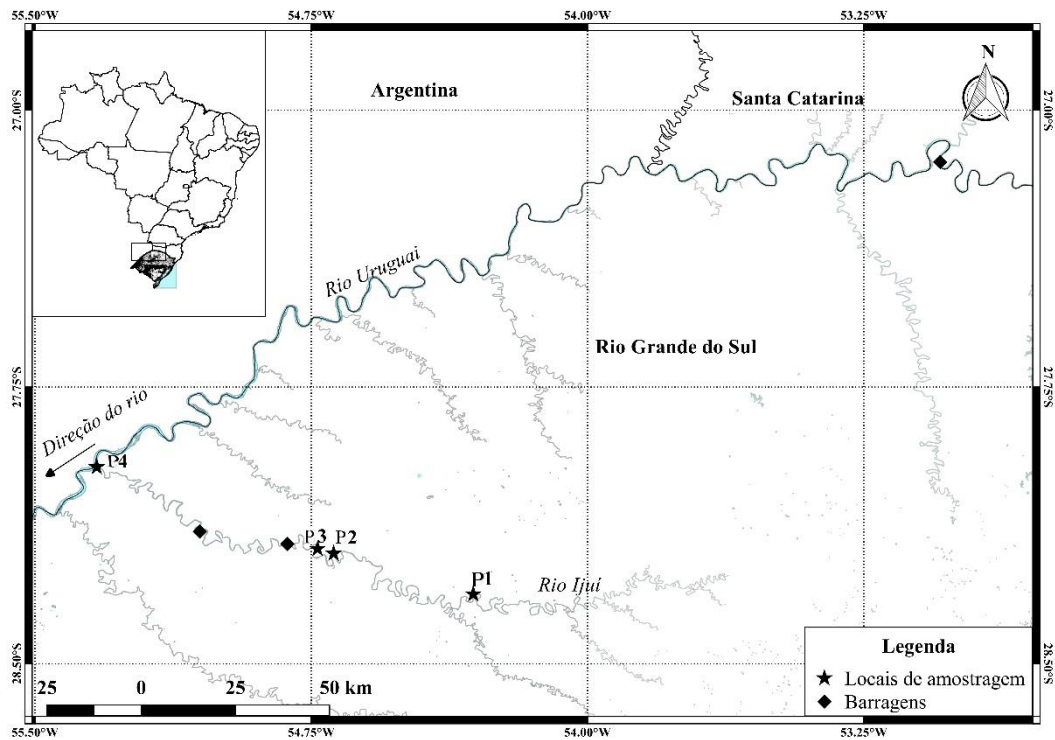 55.50°W 54.75°W 54.00°W 53.25°W
N
Argentina
Santa Catarina
27.00°S 27.00°S
Rio Uruguai
Rio Grande do Sul
27.75°S 27.75°S
Direção do rio
P4
P3 P2
P1
Rio Ijuí
Legenda
Locais de amostragem
Barragens
28.50°S 28.50°S
25 0 25 50 km
55.50°W 54.75°W 54.00°W 53.25°W